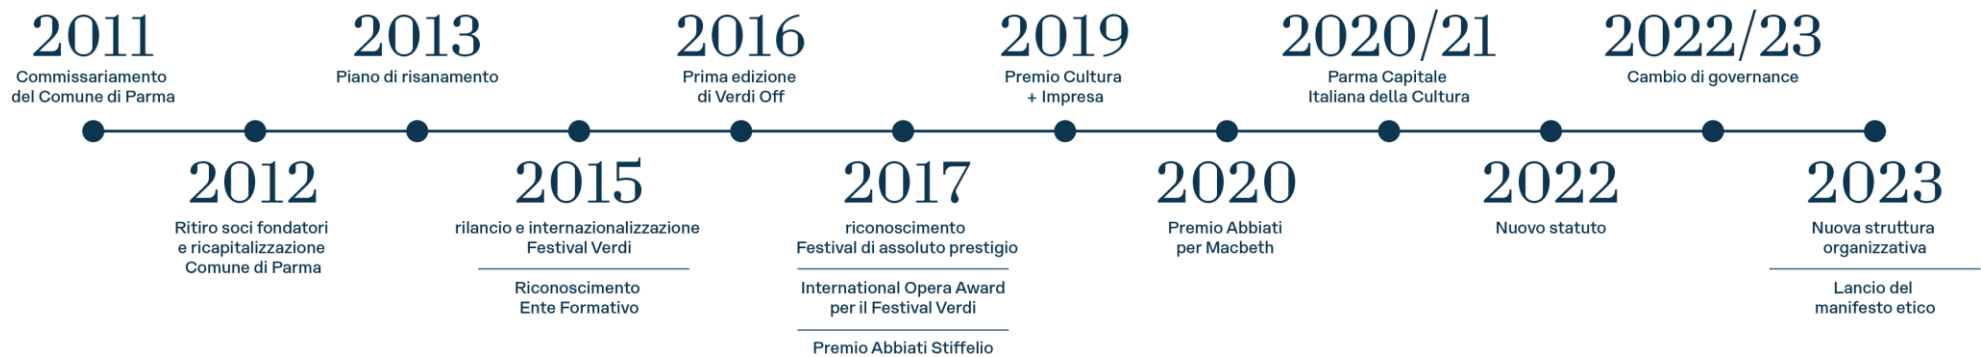 2011
Commissariamento
del Comune di Parma
2012
Ritiro soci fondatori
e ricapitalizzazione
Comune di Parma
2013
Piano di risanamento
2015
rilancio e internazionalizzazione
Festival Verdi
Riconoscimento
Ente Formativo
2016
Prima edizione
di Verdi Off
2017
riconoscimento
Festival di assoluto prestigio
International Opera Award
per il Festival Verdi
Premio Abbiati Stiffelio
2019
Premio Cultura
+ Impresa
2020
Premio Abbiati
per Macbeth
2020/21
Parma Capitale
Italiana della Cultura
2022
Nuovo statuto
2022/23
Cambio di governance
2023
Nuova struttura
organizzativa
Lancio del
manifesto etico